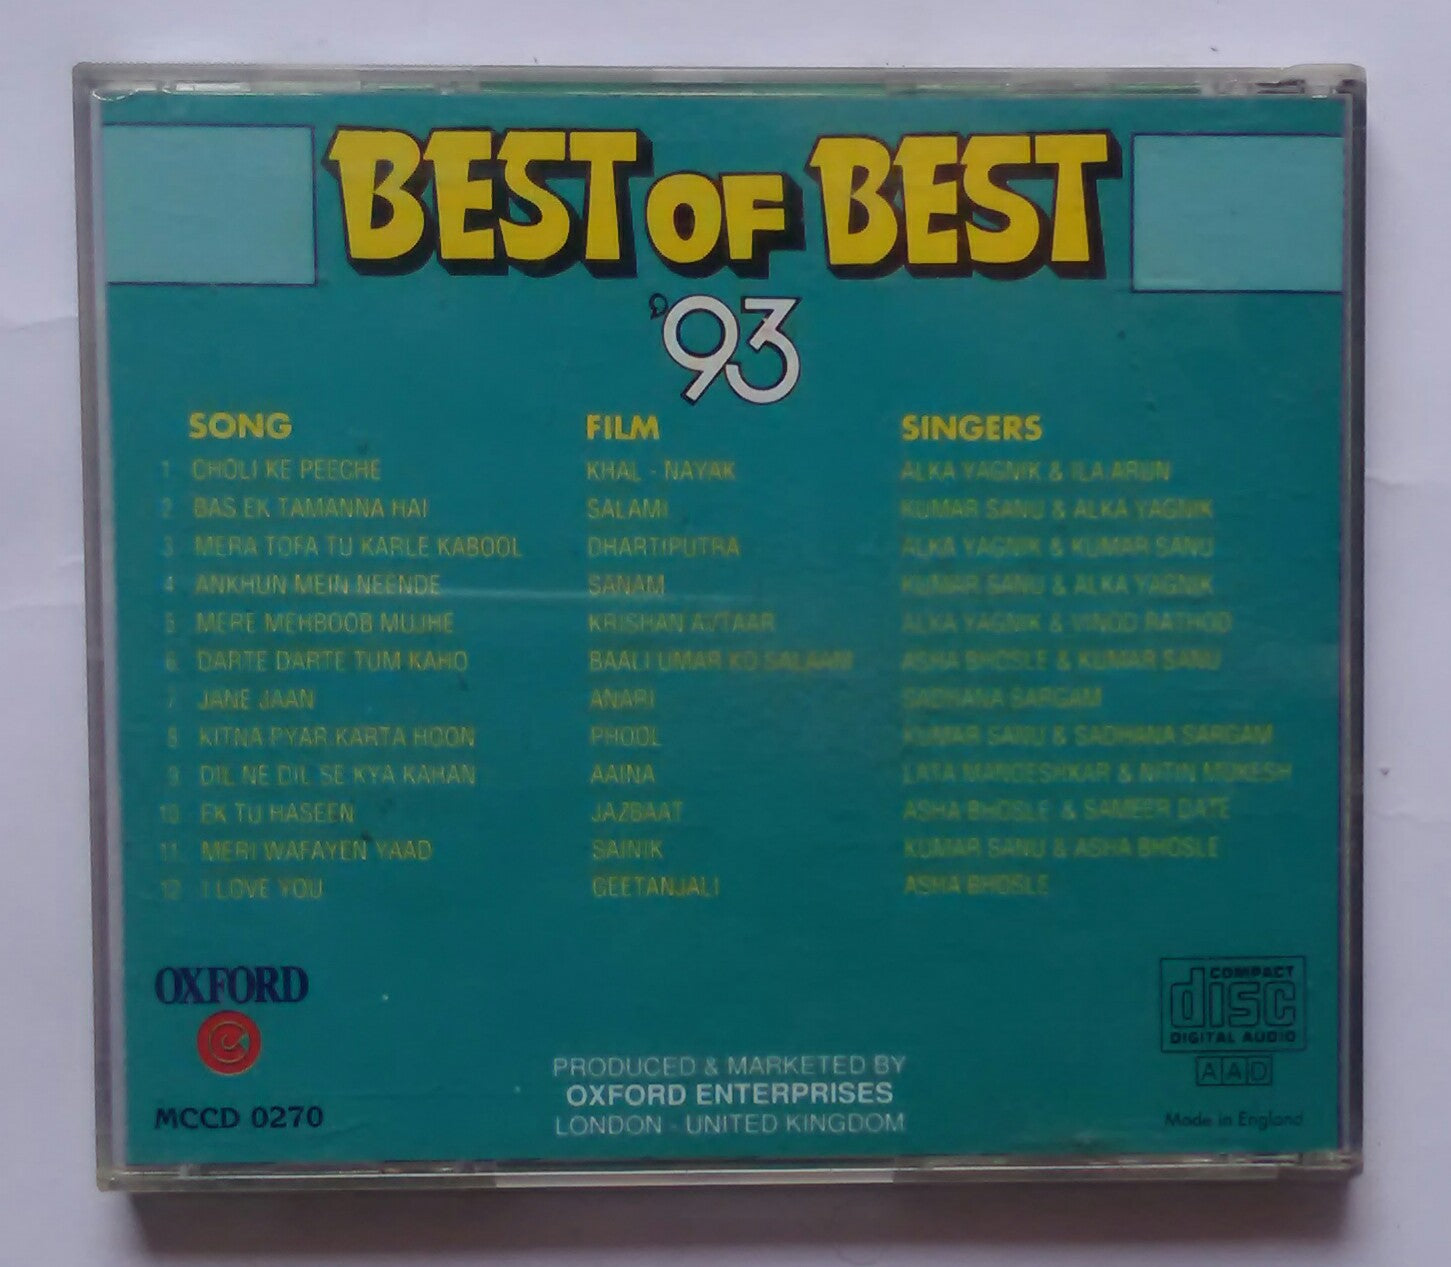 BEST OF BEST
'93
SONG FILM SINGERS
1 CHOLI KE PEECHE KHAL - NAYAK ALKA YAGNIK & ILA ARUN
2 BAS EK TAMANNA HAI SALAMI KUMAR SANU & ALKA YAGNIK
3 MERA TOFA TU KARLE KABOOL DHARTIPUTRA ALKA YAGNIK & KUMAR SANU
4 ANKHUN MEIN NEENDE SANAM KUMAR SANU & ALKA YAGNIK
5 MERE MEHBOOB MUJHE KRISHAN AVTAAR ALKA YAGNIK & VINOD RATHOD
6 DARTE DARTE TUM KAHO BAALI UMAR KO SALAAM ASHA BHOSLE & KUMAR SANU
7 JANE JAAN ANARI SADHANA SARGAM
8 KITNA PYAR KARTA HOON PHOOL KUMAR SANU & SADHANA SARGAM
9 DIL NE DIL SE KYA KAHAN AAINA LATA MANGESHKAR & NITIN MUKESH
10 EK TU HASEEN JAZBAAT ASHA BHOSLE & SAMEER DATE
11 MERI WAFAYEN YAAD SAINIK KUMAR SANU & ASHA BHOSLE
12 I LOVE YOU GEETANJALI ASHA BHOSLE
OXFORD
MCCD 0270
PRODUCED & MARKETED BY
OXFORD ENTERPRISES
LONDON - UNITED KINGDOM
COMPACT
disc
DIGITAL AUDIO
AAD
Made in England